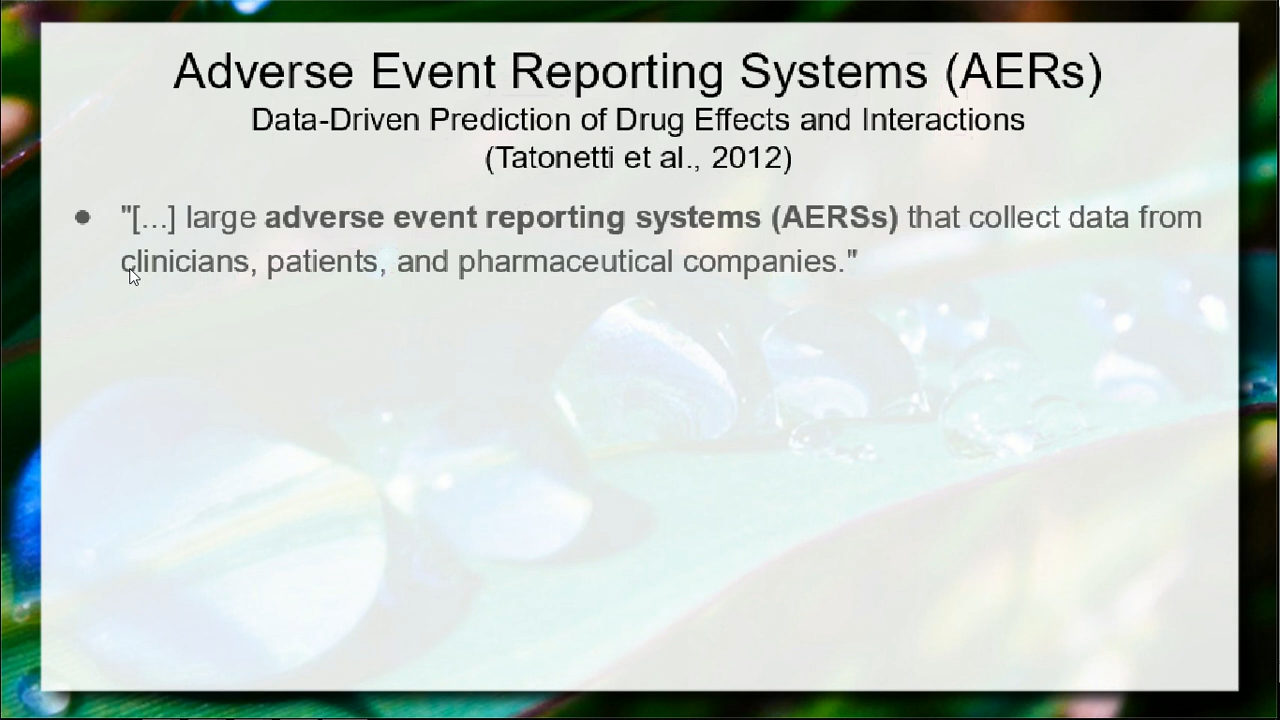 Adverse Event Reporting Systems (AERs)
Data-Driven Prediction of Drug Effects and Interactions
(Tatonetti et al., 2012)
● "[...] large adverse event reporting systems (AERSs) that collect data from
clinicians, patients, and pharmaceutical companies."